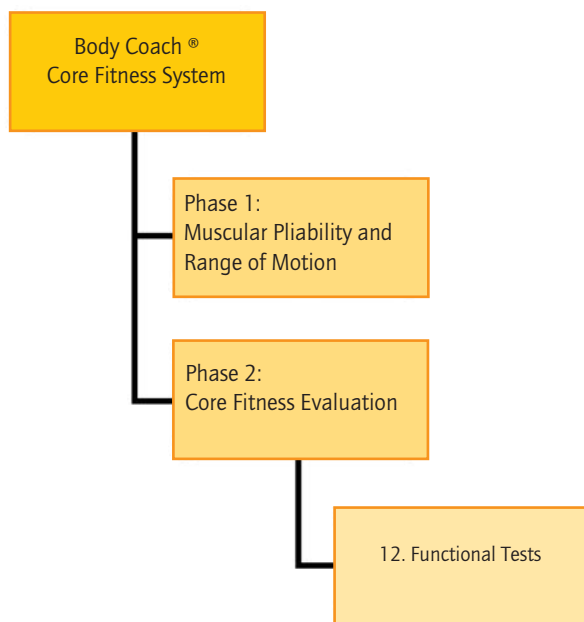 Body Coach ®
Core Fitness System
Phase 1:
Muscular Pliability and
Range of Motion
Phase 2:
Core Fitness Evaluation
12. Functional Tests